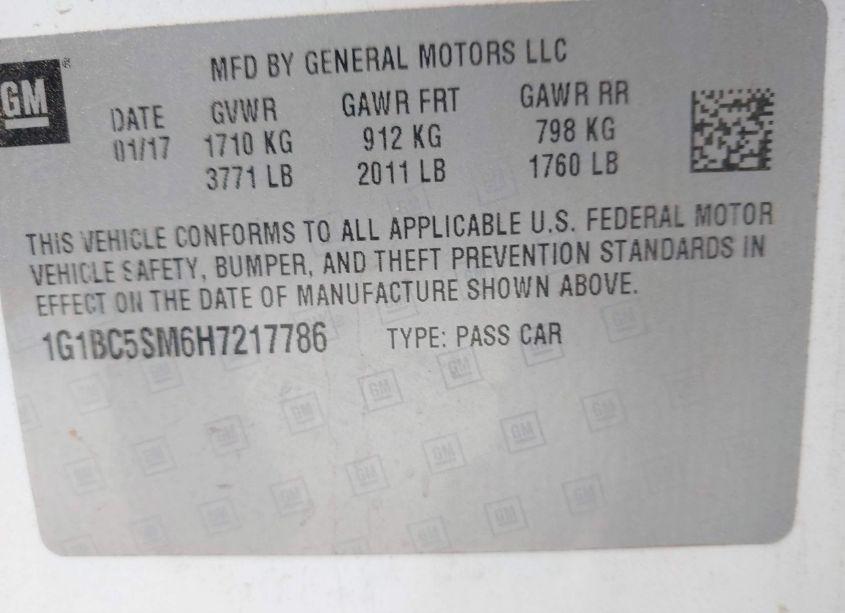 GM
MFD BY GENERAL MOTORS LLC
DATE GVWR GAWR FRT GAWR RR
01/17 1710 KG 912 KG 798 KG
3771 LB 2011 LB 1760 LB
THIS VEHICLE CONFORMS TO ALL APPLICABLE U.S. FEDERAL MOTOR
VEHICLE SAFETY, BUMPER, AND THEFT PREVENTION STANDARDS IN
EFFECT ON THE DATE OF MANUFACTURE SHOWN ABOVE.
1G1BC5SM6H7217786 TYPE: PASS CAR